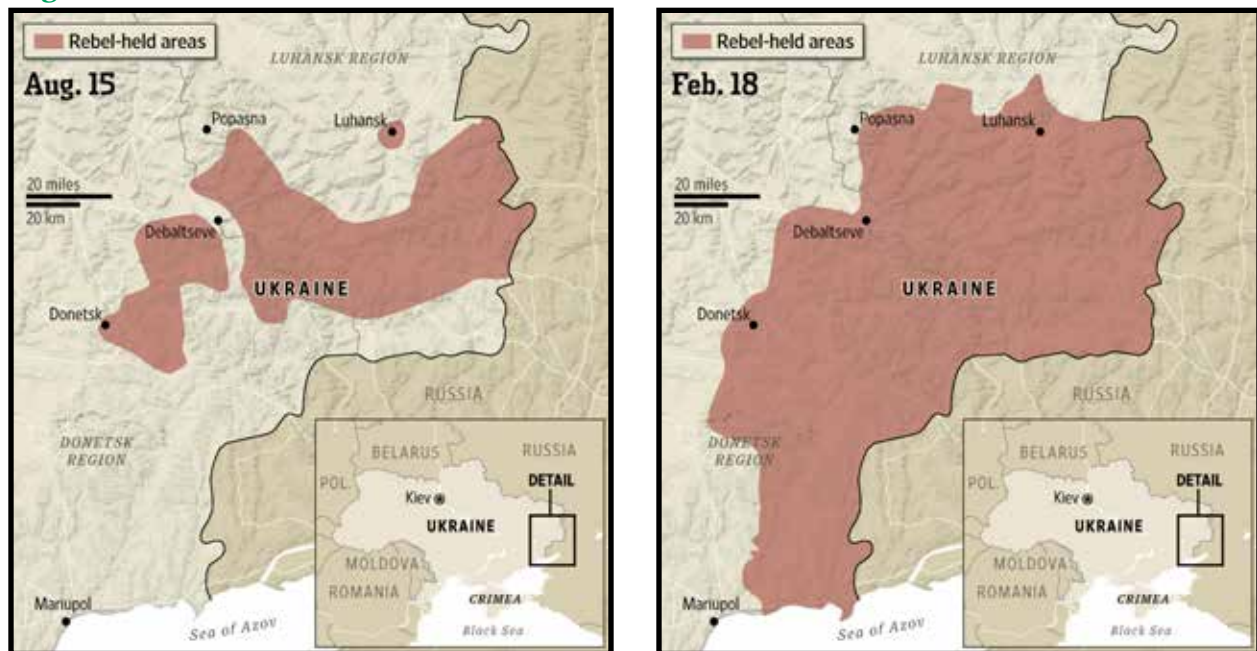 Rebel-held areas
Aug. 15
LUHANSK REGION
Popasna
Luhansk
20 miles
20 km
Debaltseve
UKRAINE
Donetsk
RUSSIA
DONETSK
REGION
BELARUS
RUSSIA
POL.
Kiev
DETAIL
UKRAINE
MOLDOVA
ROMANIA
CRIMEA
Mariupol
Sea of Azov
Black Sea
Rebel-held areas
Feb. 18
LUHANSK REGION
Popasna
Luhansk
20 miles
20 km
Debaltseve
UKRAINE
Donetsk
RUSSIA
DONETSK
REGION
BELARUS
RUSSIA
POL.
Kiev
DETAIL
UKRAINE
MOLDOVA
ROMANIA
CRIMEA
Mariupol
Sea of Azov
Black Sea